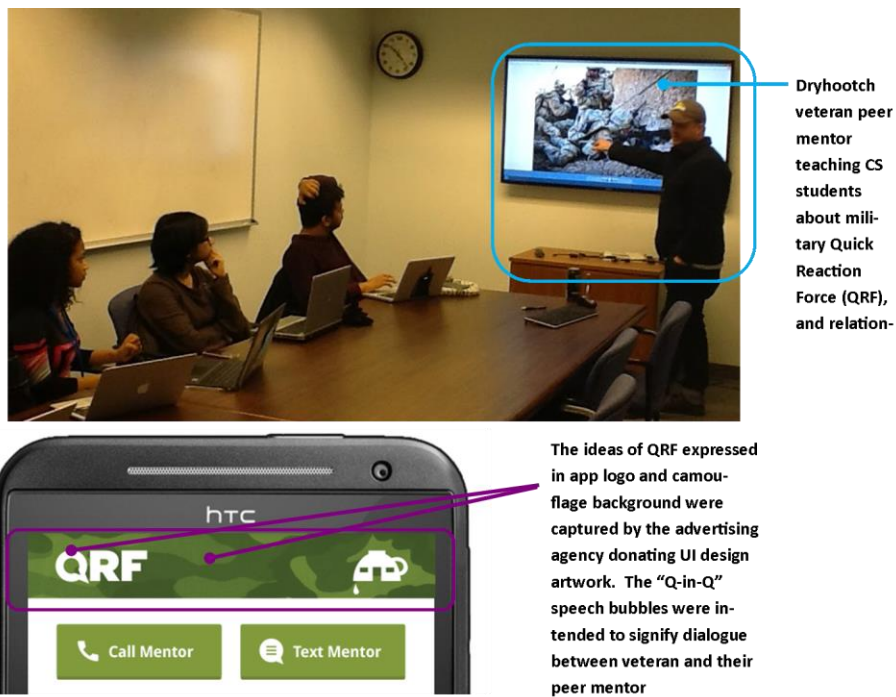 Dryhootch
veteran peer
mentor
teaching CS
students
about mili-
tary Quick
Reaction
Force (QRF),
and relation-
The ideas of QRF expressed
in app logo and camou-
flage background were
captured by the advertising
agency donating UI design
artwork.  The “Q-in-Q”
speech bubbles were in-
tended to signify dialogue
between veteran and their
peer mentor
hTC
QRF
Call Mentor
Text Mentor